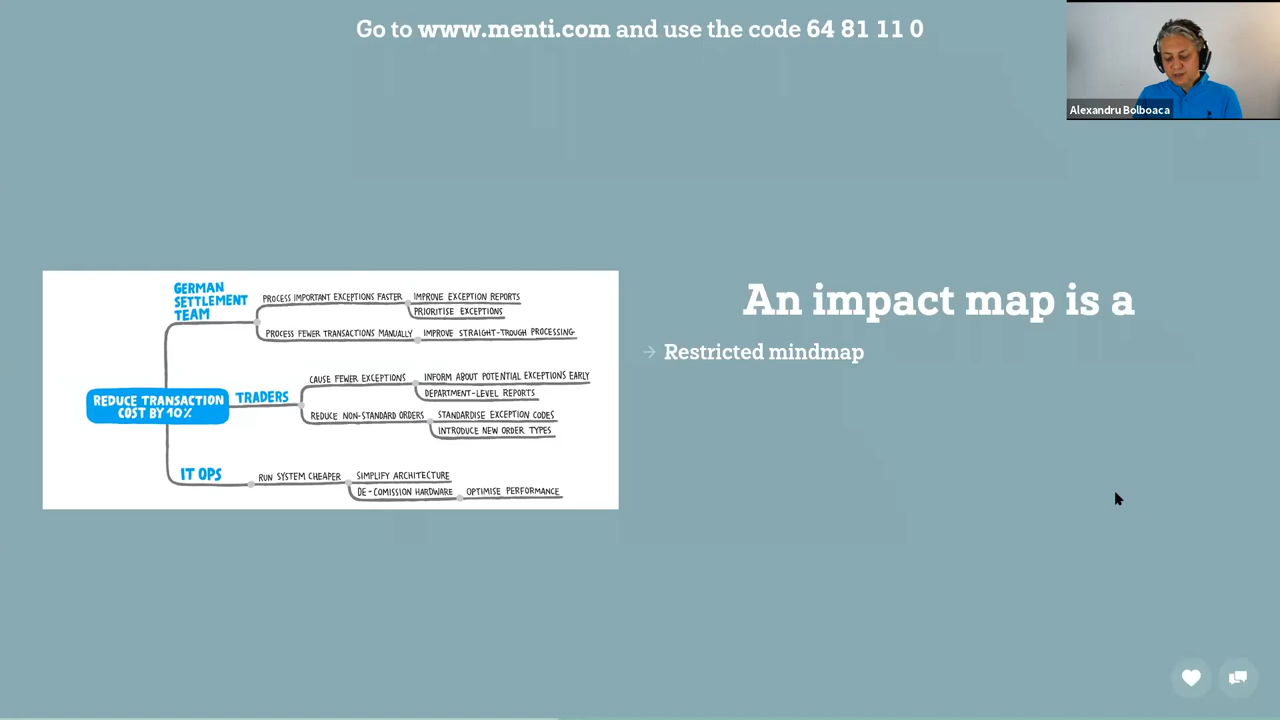 Go to www.menti.com and use the code 64 81 11 0
Alexandru Bolboaca
GERMAN
SETTLEMENT
TEAM
PROCESS IMPORTANT EXCEPTIONS FASTER
IMPROVE EXCEPTION REPORTS
PRIORITISE EXCEPTIONS
PROCESS FEWER TRANSACTIONS MANUALLY
IMPROVE STRAIGHT-TROUGH PROCESSING
REDUCE TRANSACTION
COST BY 10%
TRADERS
CAUSE FEWER EXCEPTIONS
INFORM ABOUT POTENTIAL EXCEPTIONS EARLY
DEPARTMENT-LEVEL REPORTS
REDUCE NON-STANDARD ORDERS
STANDARDISE EXCEPTION CODES
INTRODUCE NEW ORDER TYPES
IT OPS
RUN SYSTEM CHEAPER
SIMPLIFY ARCHITECTURE
DE-COMISSION HARDWARE
OPTIMISE PERFORMANCE
An impact map is a
→ Restricted mindmap